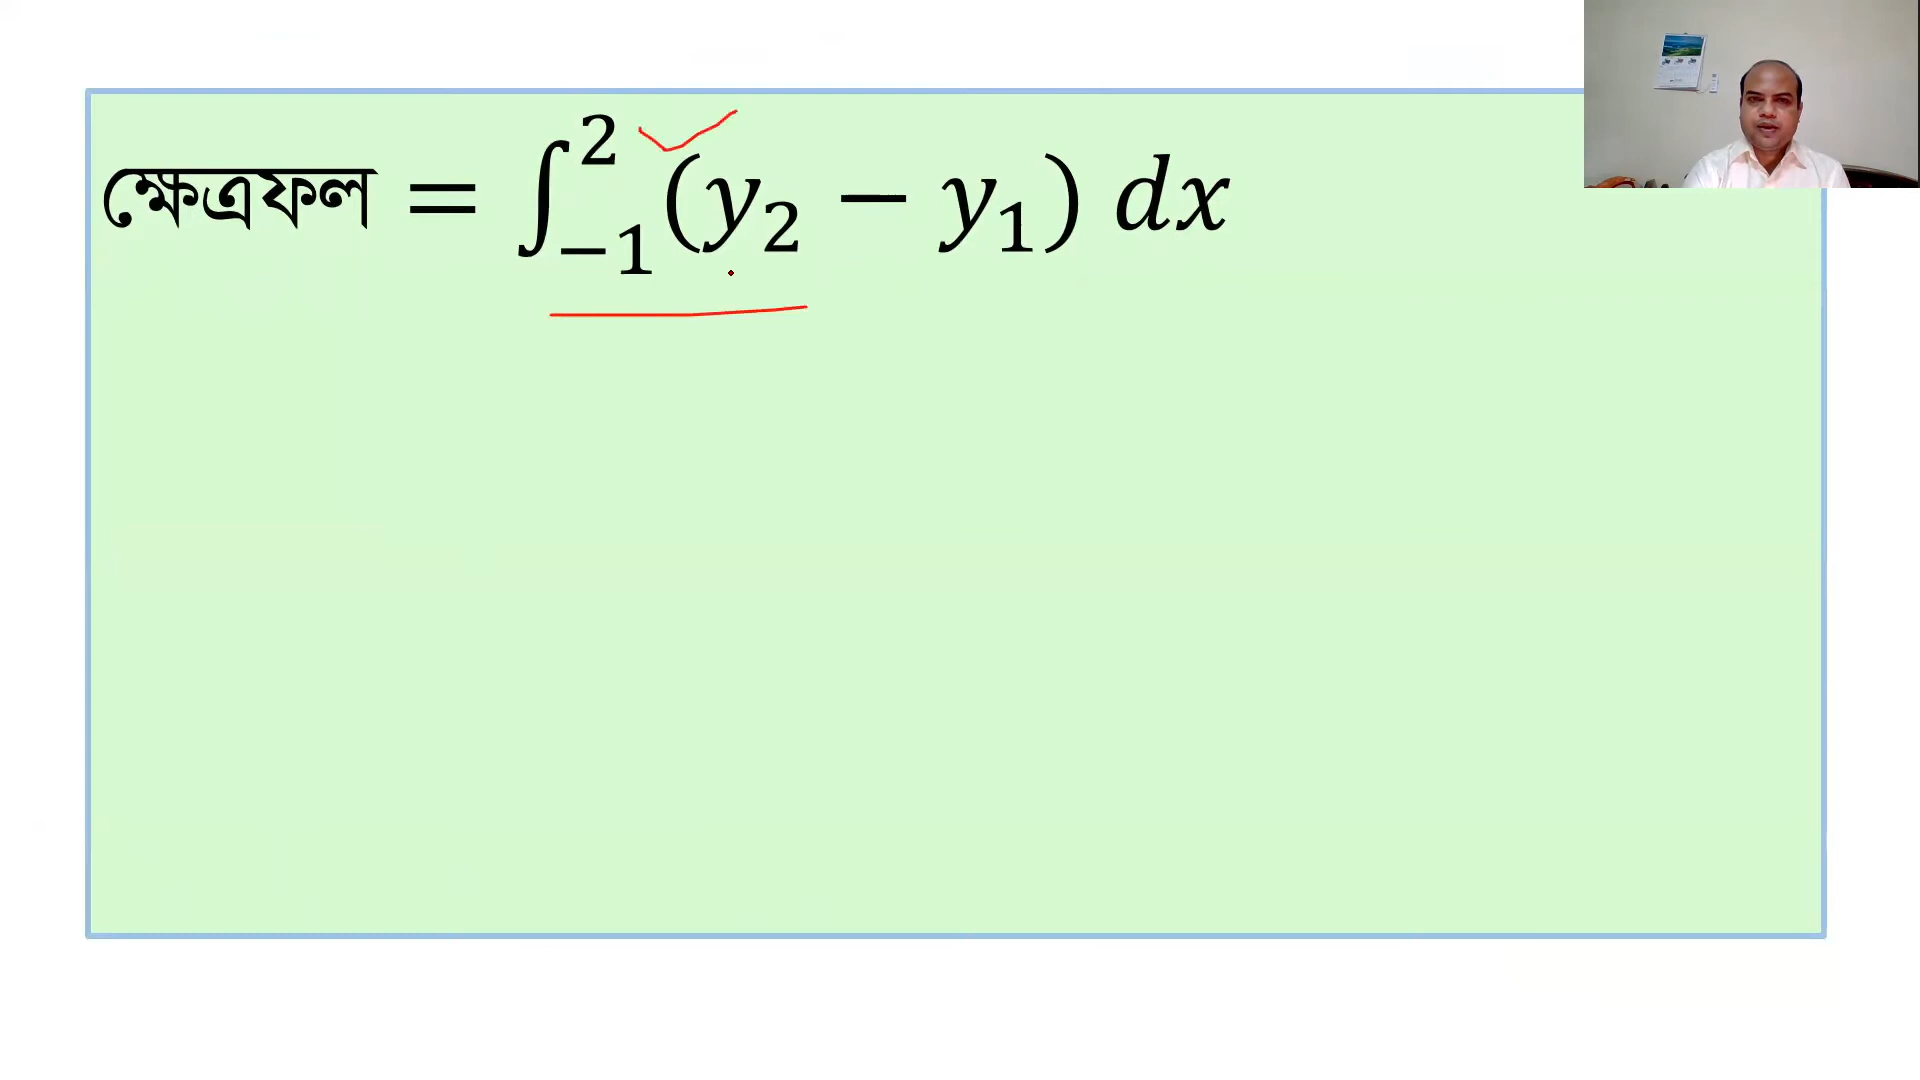 ক্ষেত্রফল = ∫₋₁² (y₂ − y₁) dx